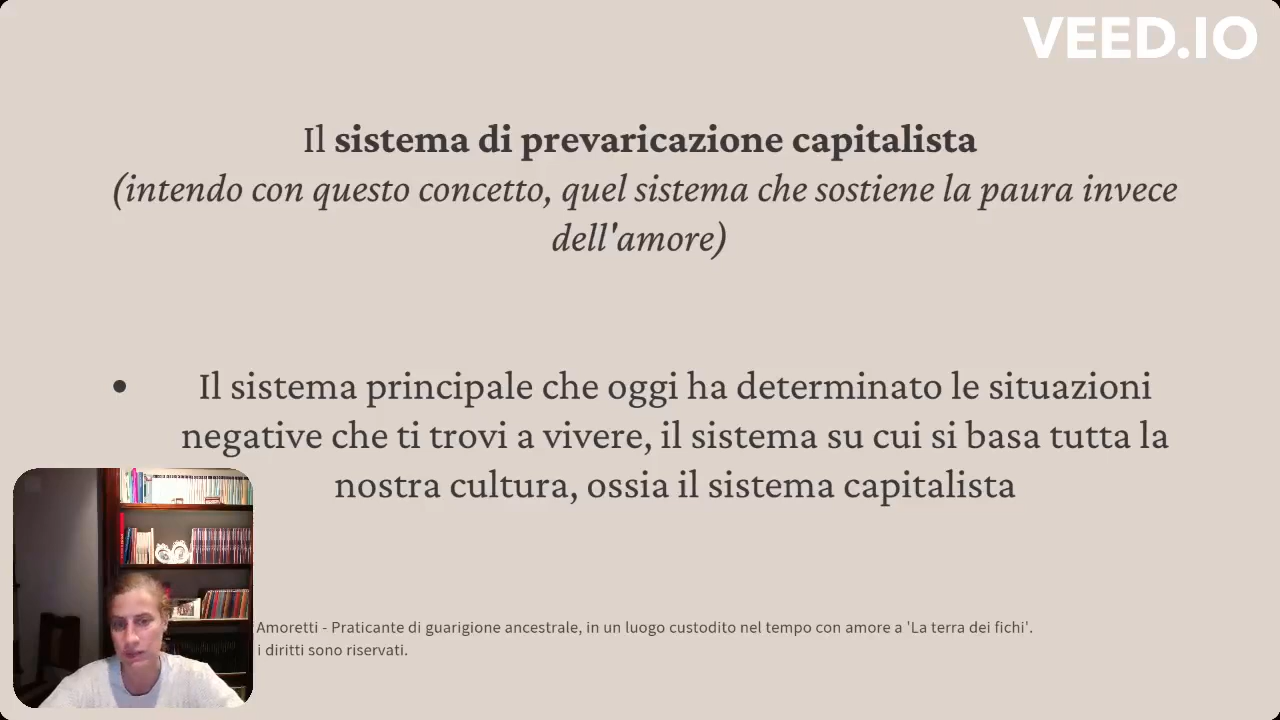 VEED.IO
Il sistema di prevaricazione capitalista
(intendo con questo concetto, quel sistema che sostiene la paura invece
dell'amore)
• Il sistema principale che oggi ha determinato le situazioni
negative che ti trovi a vivere, il sistema su cui si basa tutta la
nostra cultura, ossia il sistema capitalista
Amoretti - Praticante di guarigione ancestrale, in un luogo custodito nel tempo con amore a 'La terra dei fichi'.
i diritti sono riservati.